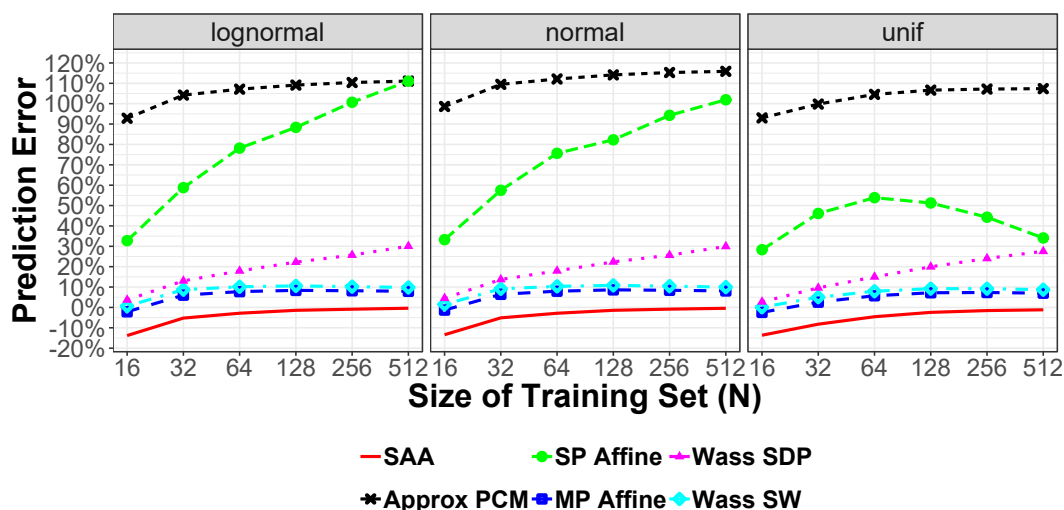 lognormal normal unif
Prediction Error
120%
110%
100%
90%
80%
70%
60%
50%
40%
30%
20%
10%
0%
-10%
-20%
16 32 64 128 256 512 16 32 64 128 256 512 16 32 64 128 256 512
Size of Training Set (N)
SAA SP Affine Wass SDP
Approx PCM MP Affine Wass SW